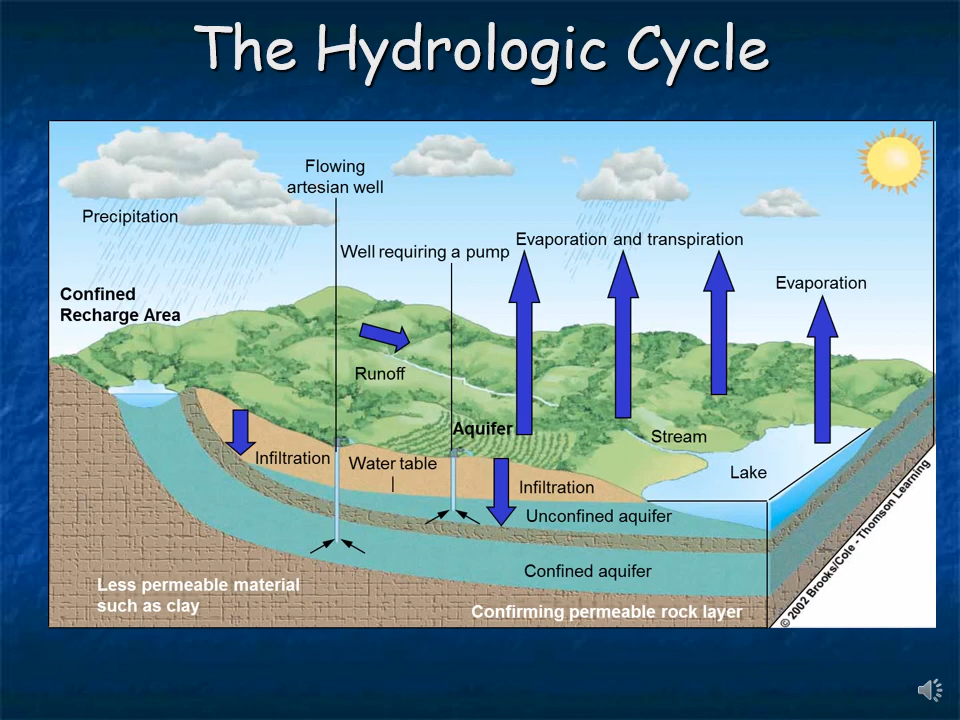 The Hydrologic Cycle
Flowing
artesian well
Precipitation
Well requiring a pump
Evaporation and transpiration
Evaporation
Confined
Recharge Area
Runoff
Aquifer
Stream
Infiltration
Water table
Lake
Infiltration
Unconfined aquifer
Confined aquifer
Less permeable material
such as clay
Confirming permeable rock layer
© 2002 Brooks/Cole - Thomson Learning